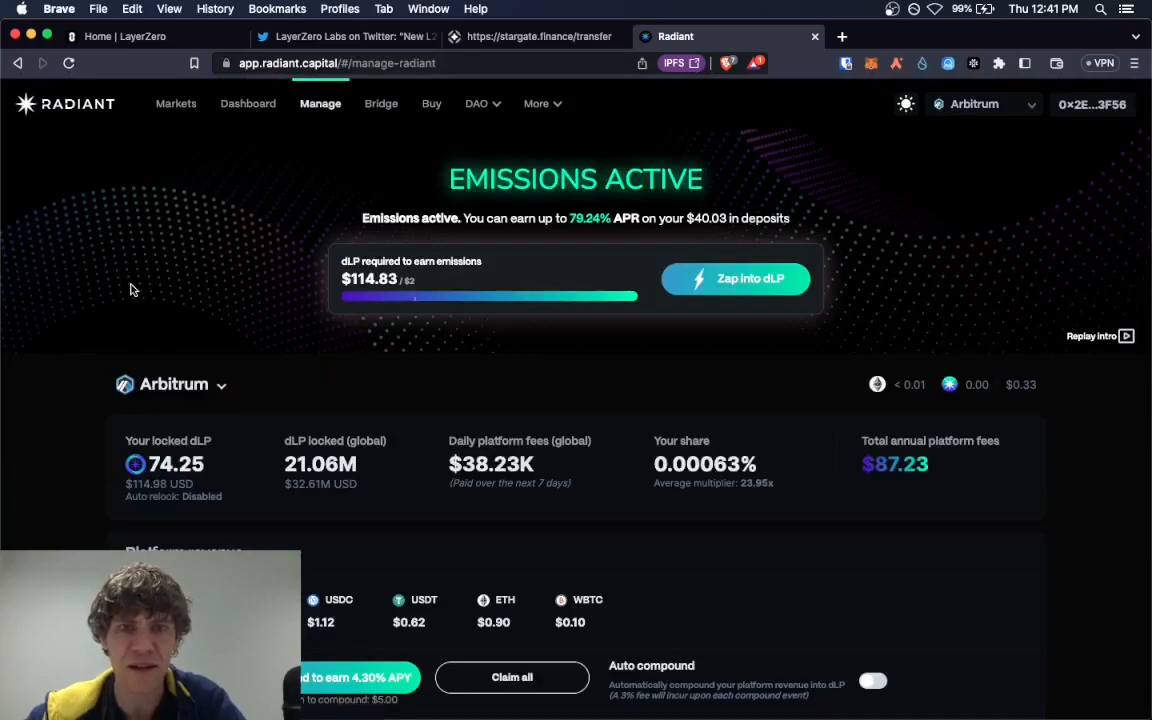 Brave File Edit View History Bookmarks Profiles Tab Window Help 99% Thu 12:41 PM
Home | LayerZero LayerZero Labs on Twitter: "New L2 https://stargate.finance/transfer Radiant
app.radiant.capital/#/manage-radiant IPFS 7 1 VPN
RADIANT Markets Dashboard Manage Bridge Buy DAO More Arbitrum 0x2E...3F56
EMISSIONS ACTIVE
Emissions active. You can earn up to 79.24% APR on your $40.03 in deposits
dLP required to earn emissions
$114.83 / $2
Zap into dLP
Replay intro
Arbitrum < 0.01 0.00 $0.33
Your locked dLP dLP locked (global) Daily platform fees (global) Your share Total annual platform fees
74.25 21.06M $38.23K 0.00063% $87.23
$114.98 USD $32.61M USD (Paid over the next 7 days) Average multiplier: 23.95x
Auto relock: Disabled
USDC USDT ETH WBTC
$1.12 $0.62 $0.90 $0.10
Auto compound
d to earn 4.30% APY Claim all
Automatically compound your platform revenue into dLP
(A 3% fee will incur upon each compound event)
to compound: $5.00